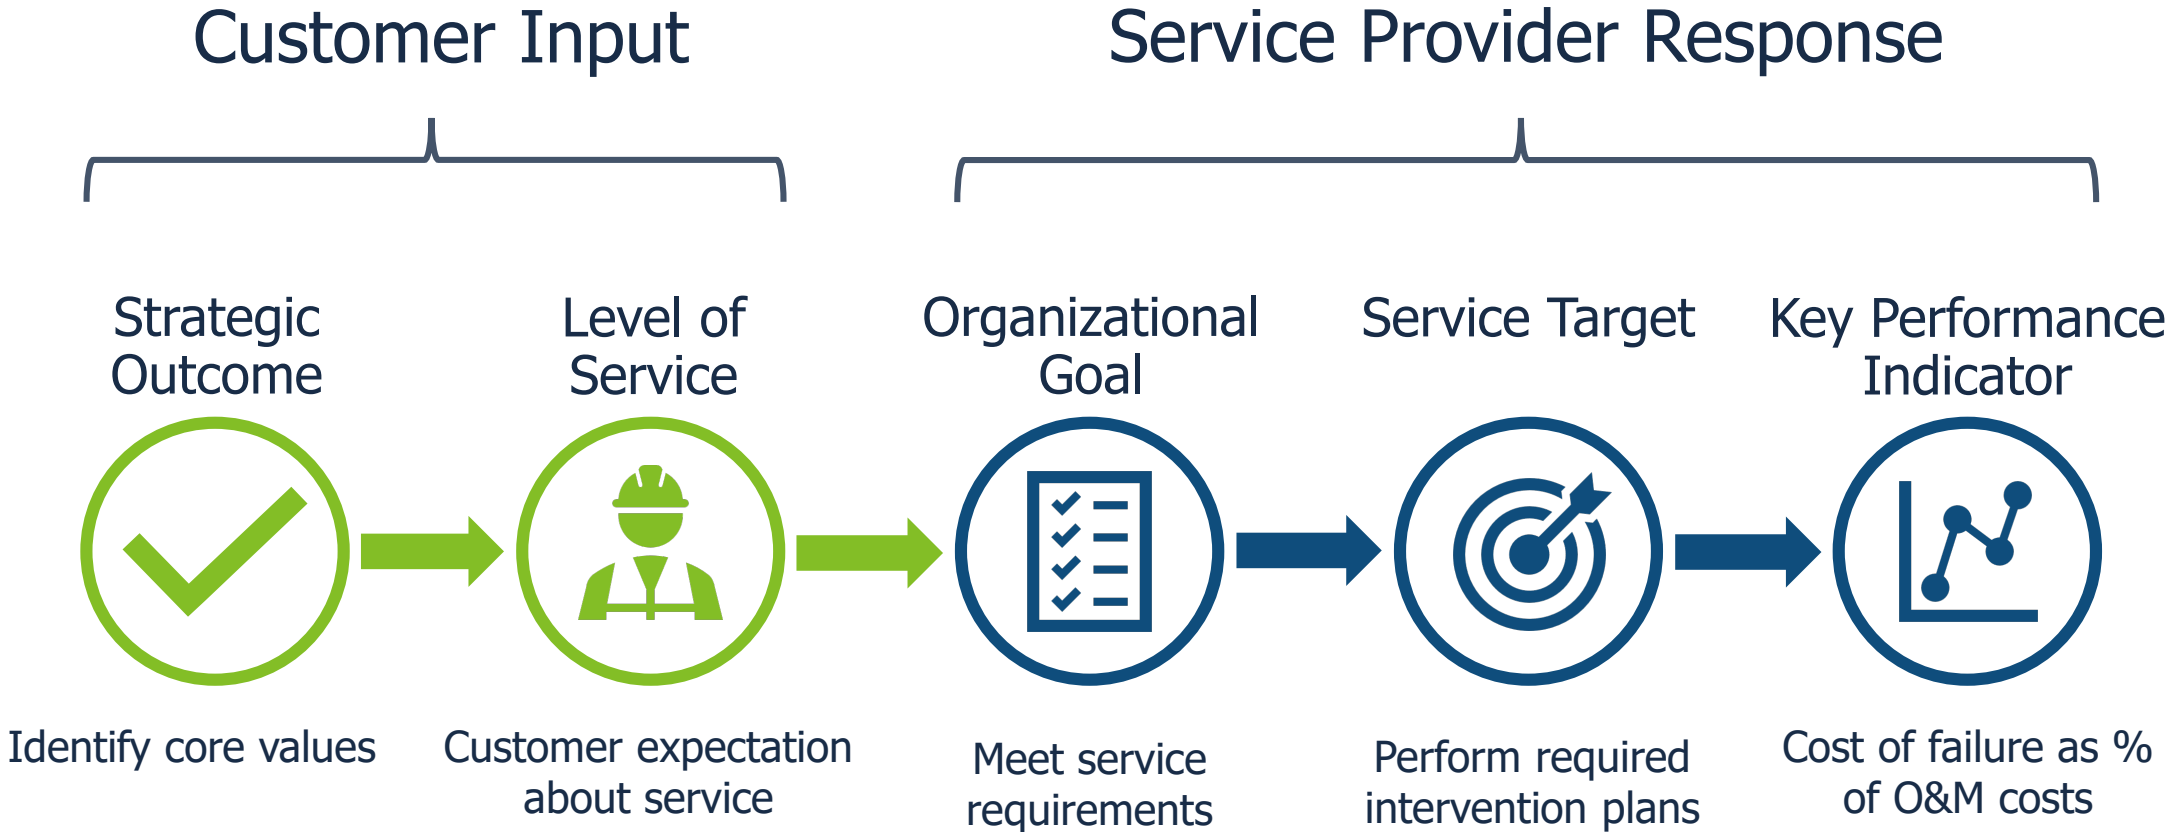 Customer Input
Service Provider Response
Strategic
Outcome
Level of
Service
Organizational
Goal
Service Target
Key Performance
Indicator
Identify core values
Customer expectation
about service
Meet service
requirements
Perform required
intervention plans
Cost of failure as %
of O&M costs